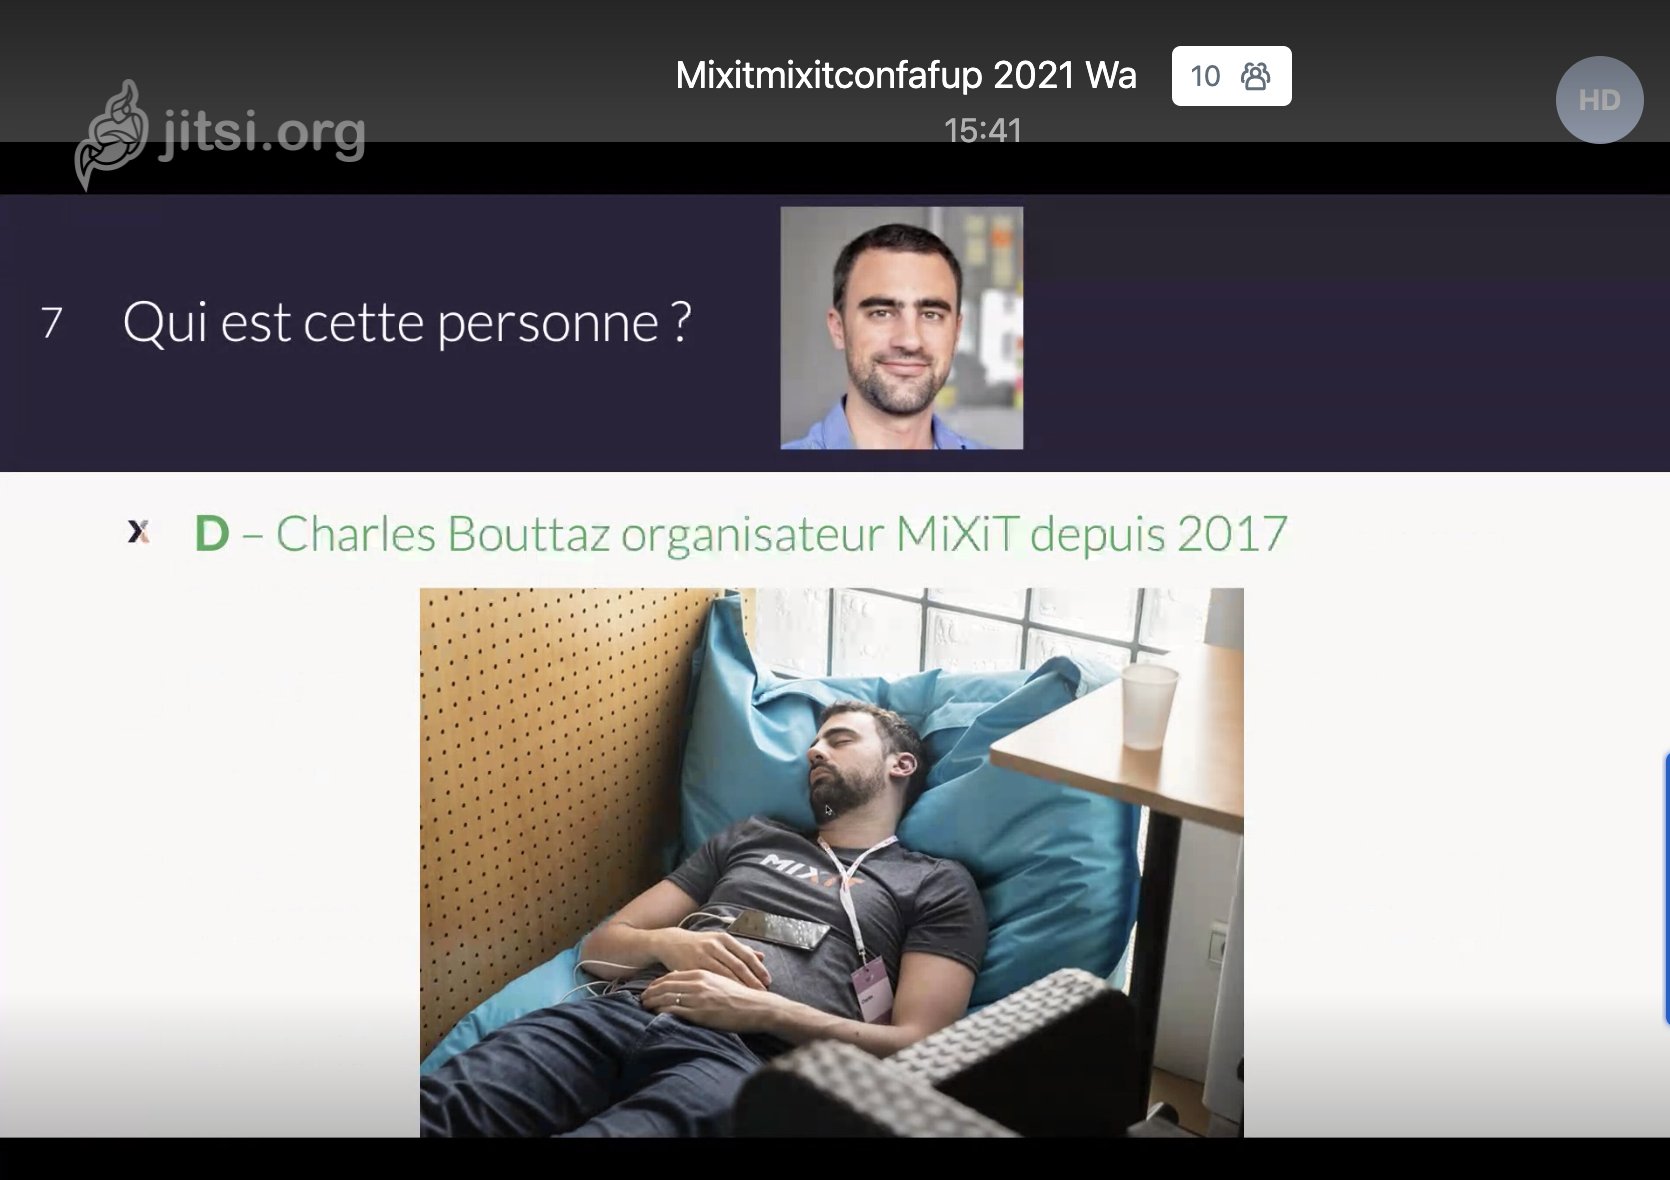 Mixitmixitconfafup 2021 Wa
10
15:41
HD
jitsi.org
7 Qui est cette personne ?
D – Charles Bouttaz organisateur MiXiT depuis 2017
MIXIT